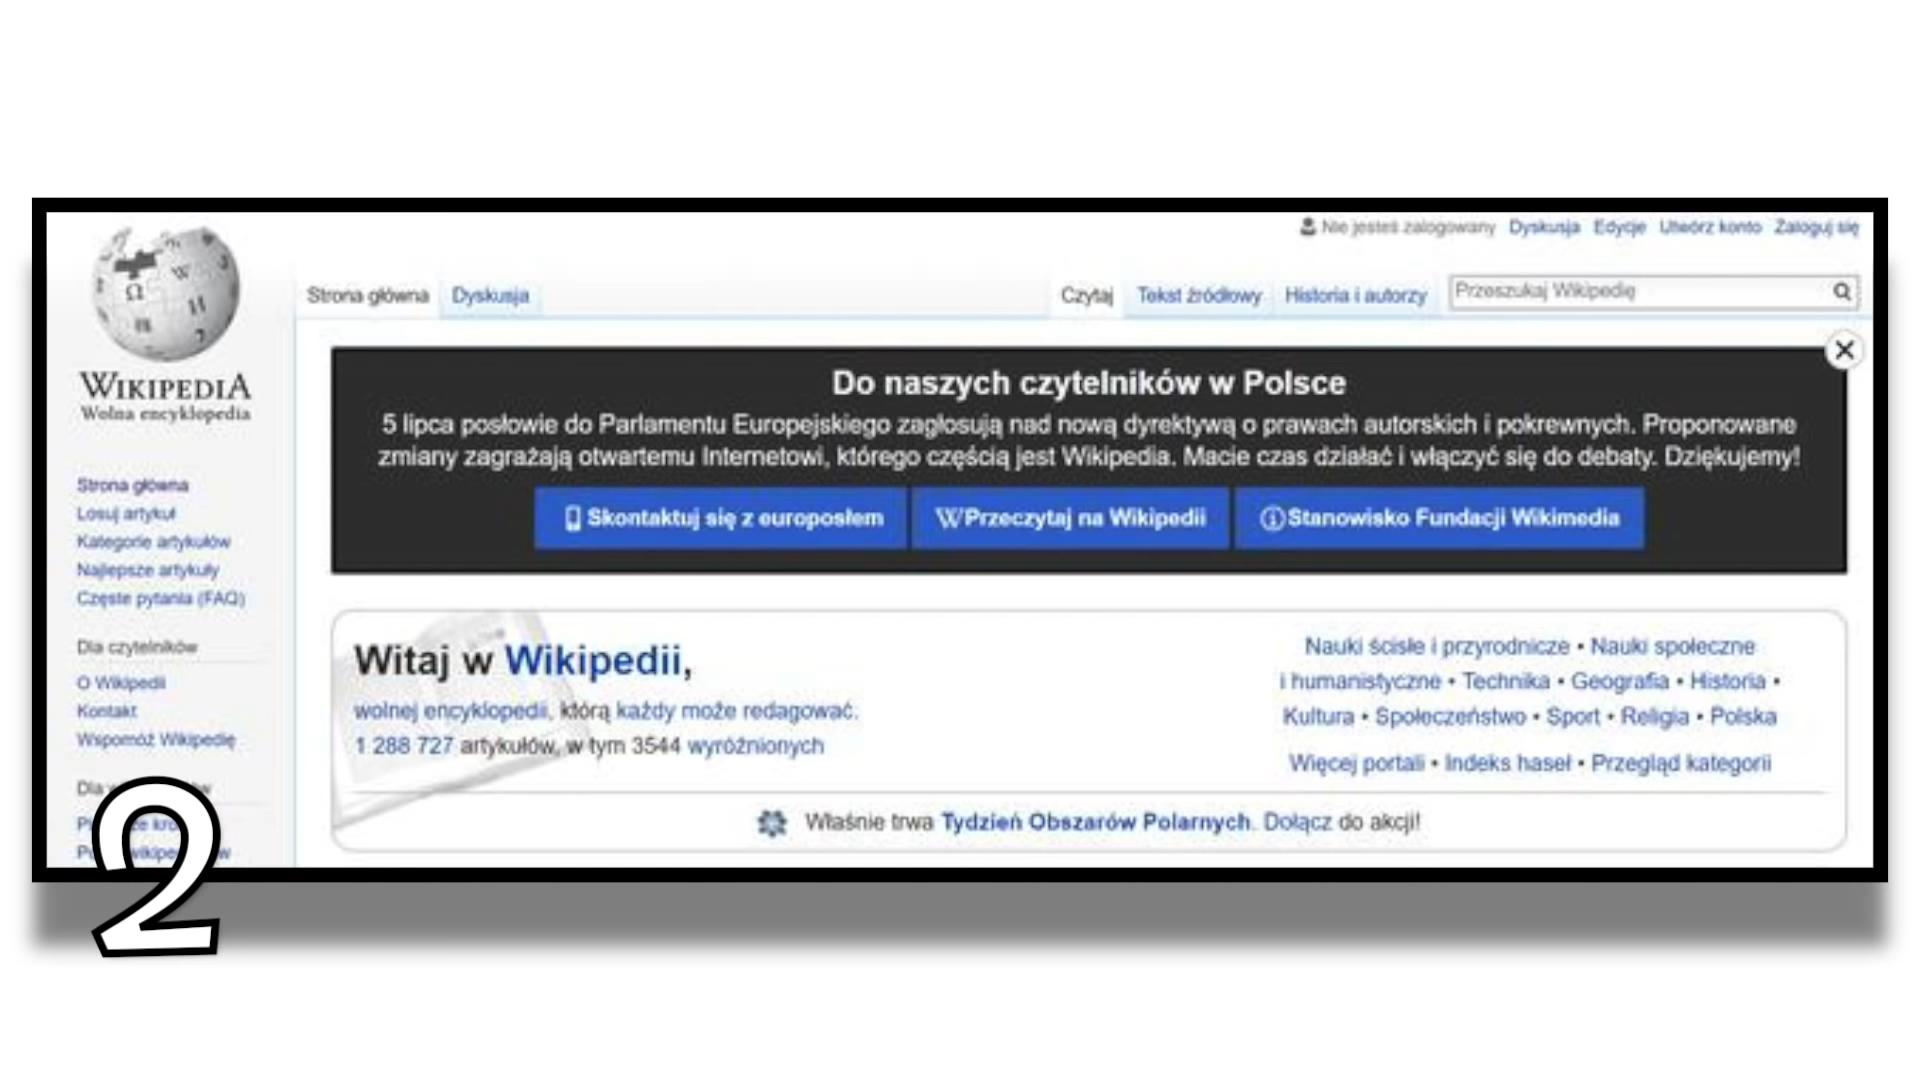 Nie jesteś zalogowany Dyskusja Edycje Utwórz konto Zaloguj się
WIKIPEDIA
Wolna encyklopedia
Strona główna Dyskusja Czytaj Tekst źródłowy Historia i autorzy Przeszukaj Wikipedię
Do naszych czytelników w Polsce
5 lipca posłowie do Parlamentu Europejskiego zagłosują nad nową dyrektywą o prawach autorskich i pokrewnych. Proponowane
zmiany zagrażają otwartemu Internetowi, którego częścią jest Wikipedia. Macie czas działać i włączyć się do debaty. Dziękujemy!
Skontaktuj się z europosłem Przeczytaj na Wikipedii Stanowisko Fundacji Wikimedia
Strona główna
Losuj artykuł
Kategorie artykułów
Najlepsze artykuły
Częste pytania (FAQ)
Dla czytelników
O Wikipedii
Kontakt
Wspomóż Wikipedię
Dla
Witaj w Wikipedii,
wolnej encyklopedii, którą każdy może redagować.
1 288 727 artykułów, w tym 3544 wyróżnionych
Nauki ścisłe i przyrodnicze • Nauki społeczne
i humanistyczne • Technika • Geografia • Historia •
Kultura • Społeczeństwo • Sport • Religia • Polska
Więcej portali • Indeks haseł • Przegląd kategorii
Właśnie trwa Tydzień Obszarów Polarnych. Dołącz do akcji!
2